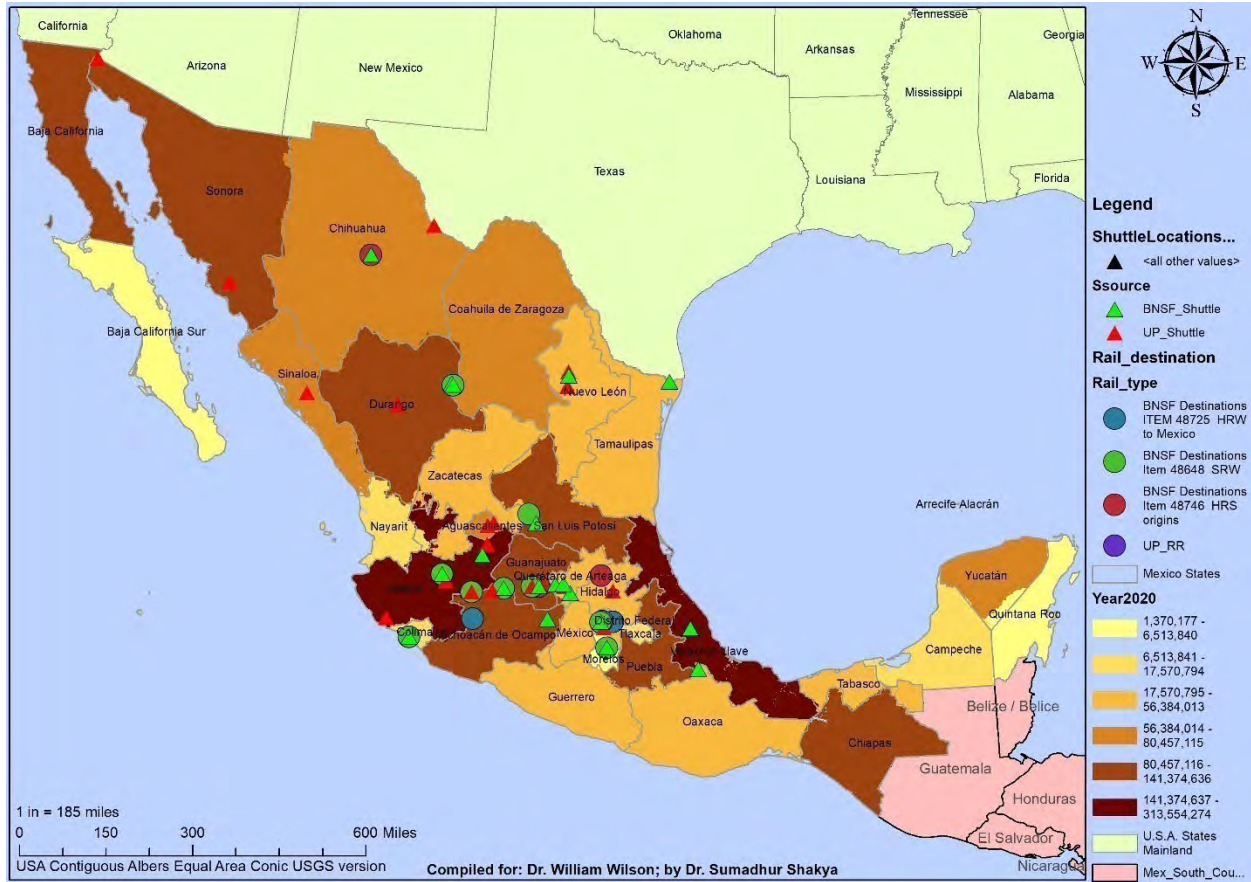 California
Arizona
New Mexico
Oklahoma
Arkansas
Tennessee
Mississippi
Alabama
Georgia
Texas
Louisiana
Florida
N
W E
S
Baja California
Sonora
Chihuahua
Coahuila de Zaragoza
Baja California Sur
Sinaloa
Durango
Nuevo León
Tamaulipas
Zacatecas
Nayarit
Aguascalientes
San Luis Potosí
Guanajuato
Querétaro de Arteaga
Hidalgo
Colima
México
Distrito Federal
Tlaxcala
Morelos
Puebla
Guerrero
Oaxaca
Arrecife Alacrán
Yucatán
Quintana Roo
Campeche
Tabasco
Chiapas
Belize / Belice
Guatemala
Honduras
El Salvador
Nicaragua
Legend
ShuttleLocations...
<all other values>
Ssource
BNSF_Shuttle
UP_Shuttle
Rail_destination
Rail_type
BNSF Destinations
ITEM 48725 HRW
to Mexico
BNSF Destinations
Item 48648 SRW
BNSF Destinations
Item 48746 HRS
origins
UP_RR
Mexico States
Year2020
1,370,177 -
6,513,840
6,513,841 -
17,570,794
17,570,795 -
56,384,013
56,384,014 -
80,457,115
80,457,116 -
141,374,636
141,374,637 -
313,554,274
U.S.A. States
Mainland
Mex_South_Cou...
1 in = 185 miles
0 150 300 600 Miles
USA Contiguous Albers Equal Area Conic USGS version
Compiled for: Dr. William Wilson; by Dr. Sumadhur Shakya